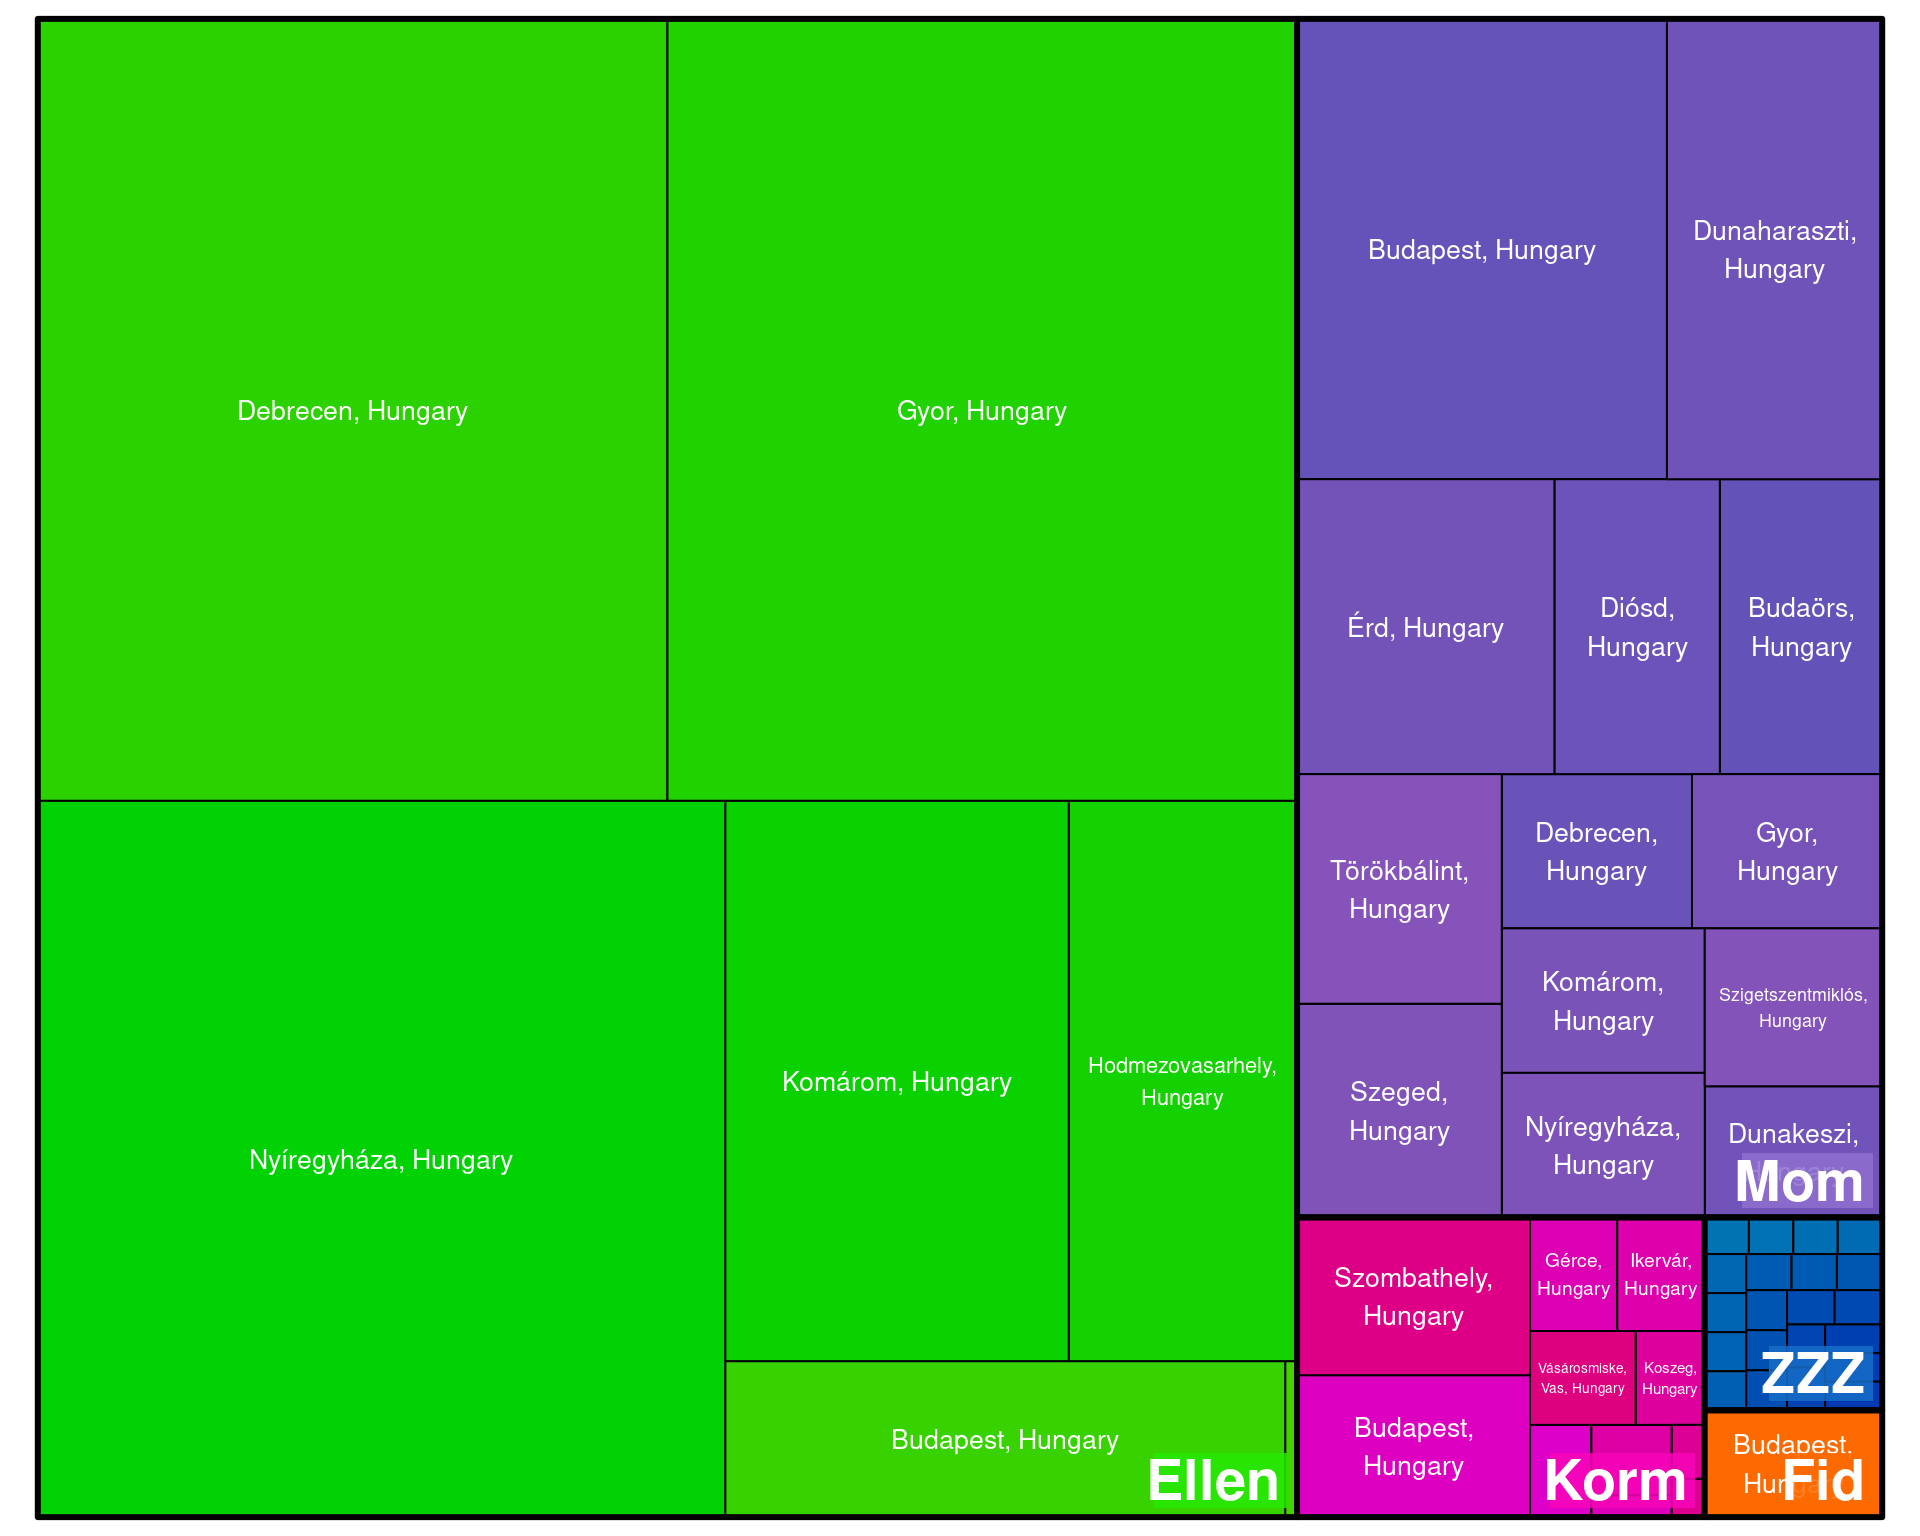 Debrecen, Hungary
Gyor, Hungary
Nyíregyháza, Hungary
Komárom, Hungary
Hodmezovasarhely,
Hungary
Budapest, Hungary
Ellen
Budapest, Hungary
Dunaharaszti,
Hungary
Érd, Hungary
Diósd,
Hungary
Budaörs,
Hungary
Törökbálint,
Hungary
Debrecen,
Hungary
Gyor,
Hungary
Szeged,
Hungary
Komárom,
Hungary
Szigetszentmiklós,
Hungary
Nyíregyháza,
Hungary
Dunakeszi,
Mom
Szombathely,
Hungary
Gérce,
Hungary
Ikervár,
Hungary
Vásárosmiske,
Vas, Hungary
Koszeg,
Hungary
Budapest,
Hungary
Korm
ZZZ
Budapest,
Fid